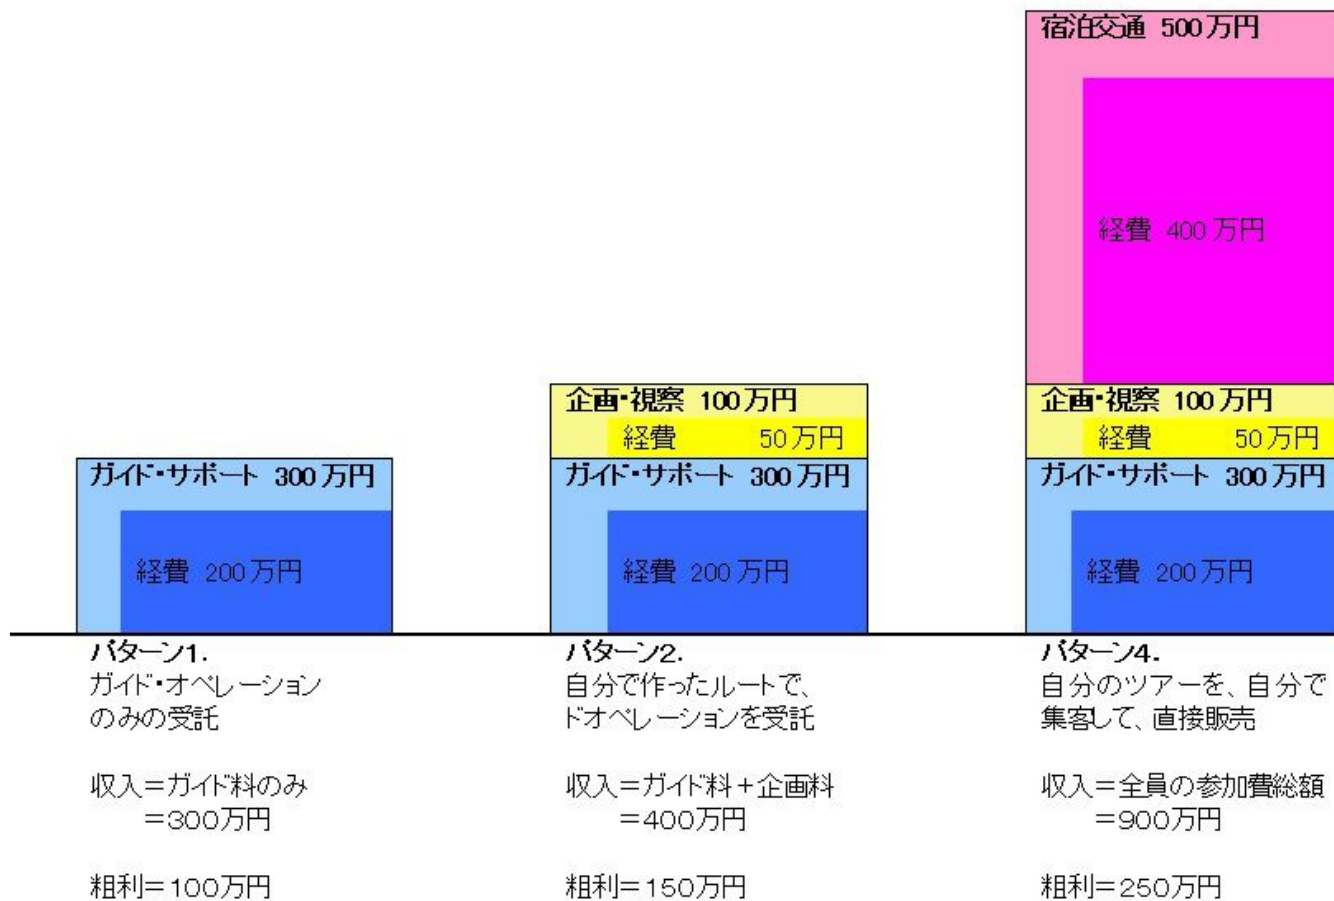 宿泊交通 500万円
経費 400万円
企画・視察 100万円
経費 50万円
企画・視察 100万円
経費 50万円
ガイド・サポート 300万円
経費 200万円
ガイド・サポート 300万円
経費 200万円
ガイド・サポート 300万円
経費 200万円
パターン1.
ガイド・オペレーション
のみの受託
収入＝ガイド料のみ
＝300万円
粗利＝100万円
パターン2.
自分で作ったルートで、
ドオペレーションを受託
収入＝ガイド料＋企画料
＝400万円
粗利＝150万円
パターン4.
自分のツアーを、自分で
集客して、直接販売
収入＝全員の参加費総額
＝900万円
粗利＝250万円